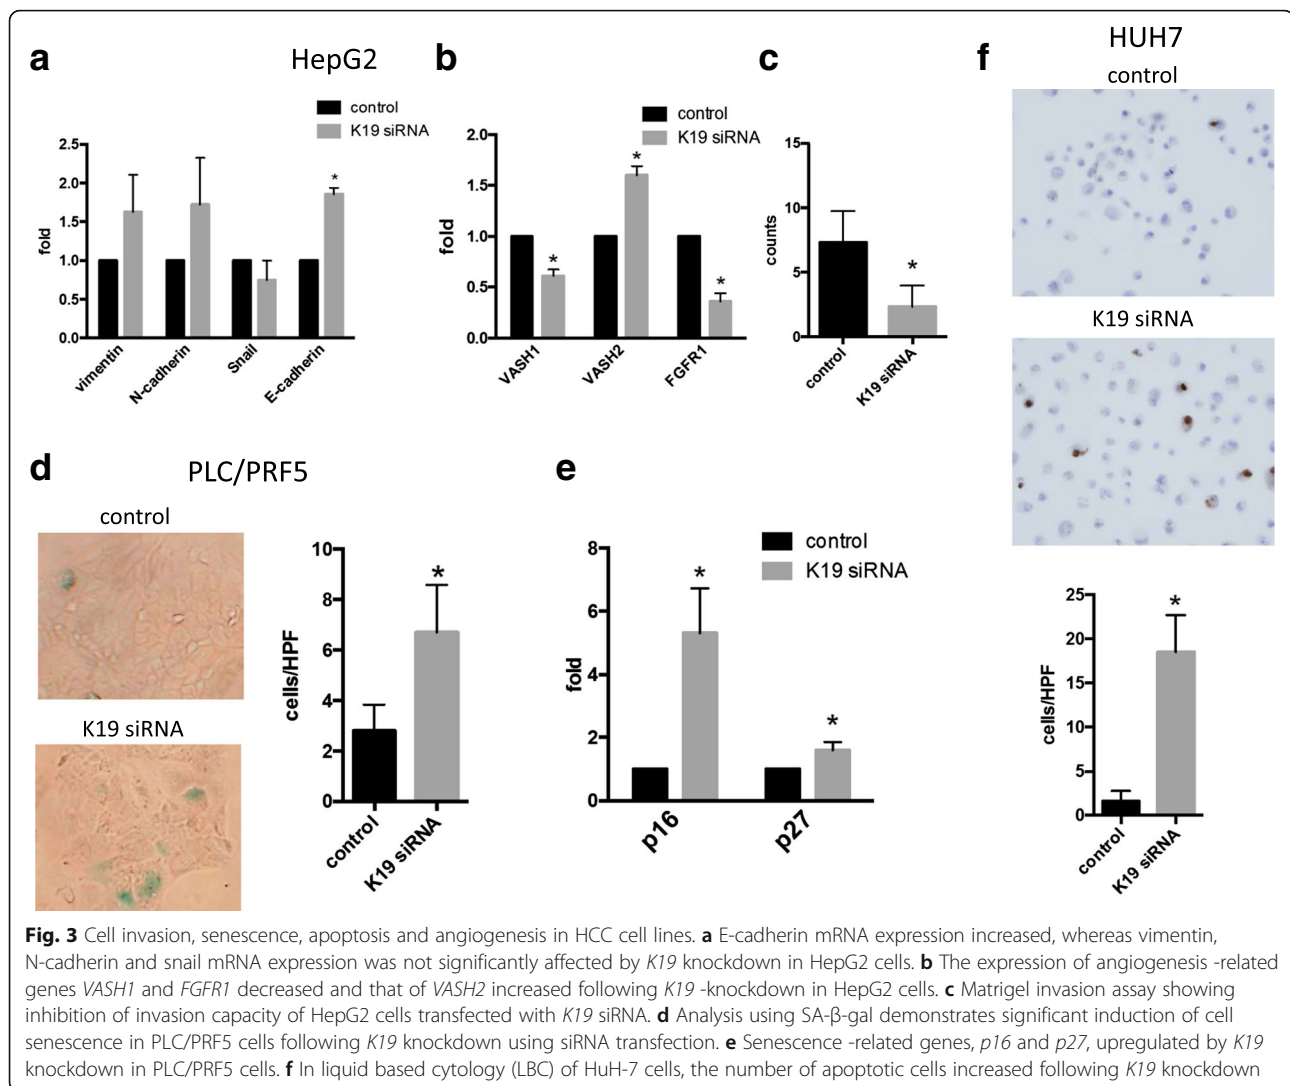 a
HepG2
control
K19 siRNA
2.5
2.0
1.5
1.0
0.5
0.0
fold
*
vimentin
N-cadherin
Snail
E-cadherin
b
control
K19 siRNA
2.0
1.5
1.0
0.5
0.0
fold
*
*
*
VASH1
VASH2
FGFR1
c
15
10
5
0
counts
*
control
K19 siRNA
f
HUH7
control
K19 siRNA
25
20
15
10
5
0
cells/HPF
*
control
K19 siRNA
d
PLC/PRF5
control
K19 siRNA
10
8
6
4
2
0
cells/HPF
*
control
K19 siRNA
e
control
K19 siRNA
8
6
4
2
0
fold
*
*
p16
p27
Fig. 3 Cell invasion, senescence, apoptosis and angiogenesis in HCC cell lines. a E-cadherin mRNA expression increased, whereas vimentin,
N-cadherin and snail mRNA expression was not significantly affected by K19 knockdown in HepG2 cells. b The expression of angiogenesis -related
genes VASH1 and FGFR1 decreased and that of VASH2 increased following K19 -knockdown in HepG2 cells. c Matrigel invasion assay showing
inhibition of invasion capacity of HepG2 cells transfected with K19 siRNA. d Analysis using SA-β-gal demonstrates significant induction of cell
senescence in PLC/PRF5 cells following K19 knockdown using siRNA transfection. e Senescence -related genes, p16 and p27, upregulated by K19
knockdown in PLC/PRF5 cells. f In liquid based cytology (LBC) of HuH-7 cells, the number of apoptotic cells increased following K19 knockdown